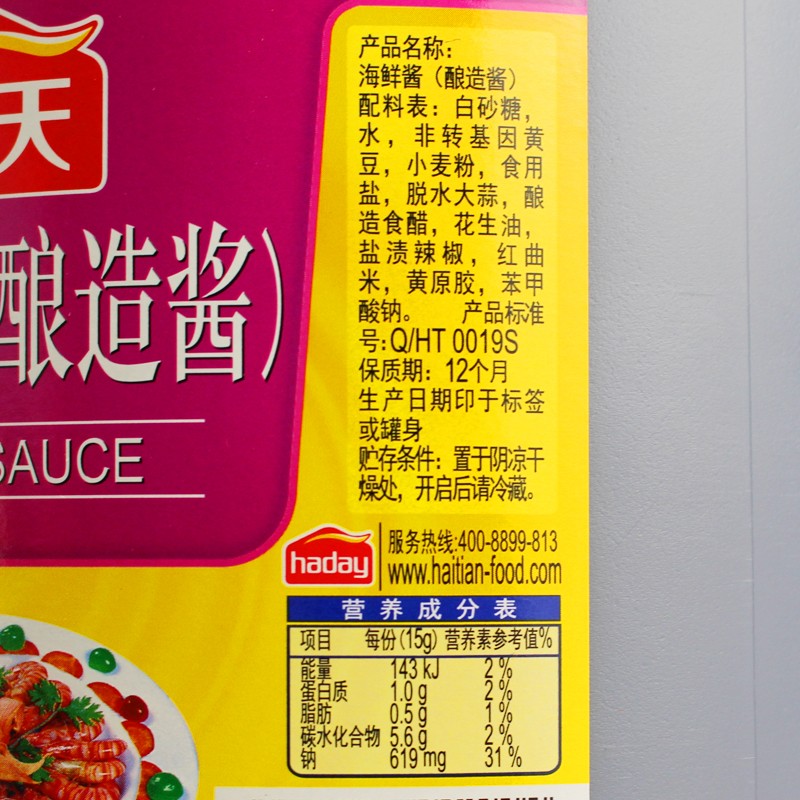 天
酿造酱)
SAUCE
产品名称:
海鲜酱（酿造酱）
配料表：白砂糖，
水，非转基因黄
豆，小麦粉，食用
盐，脱水大蒜，酿
造食醋，花生油，
盐渍辣椒，红曲
米，黄原胶，苯甲
酸钠。 产品标准
号:Q/HT 0019S
保质期：12个月
生产日期印于标签
或罐身
贮存条件：置于阴凉干
燥处，开启后请冷藏。
haday
服务热线:400-8899-813
www.haitian-food.com
营养成分表
项目 每份(15g) 营养素参考值%
能量 143 kJ 2 %
蛋白质 1.0 g 2 %
脂肪 0.5 g 1 %
碳水化合物 5.6 g 2 %
钠 619 mg 31 %